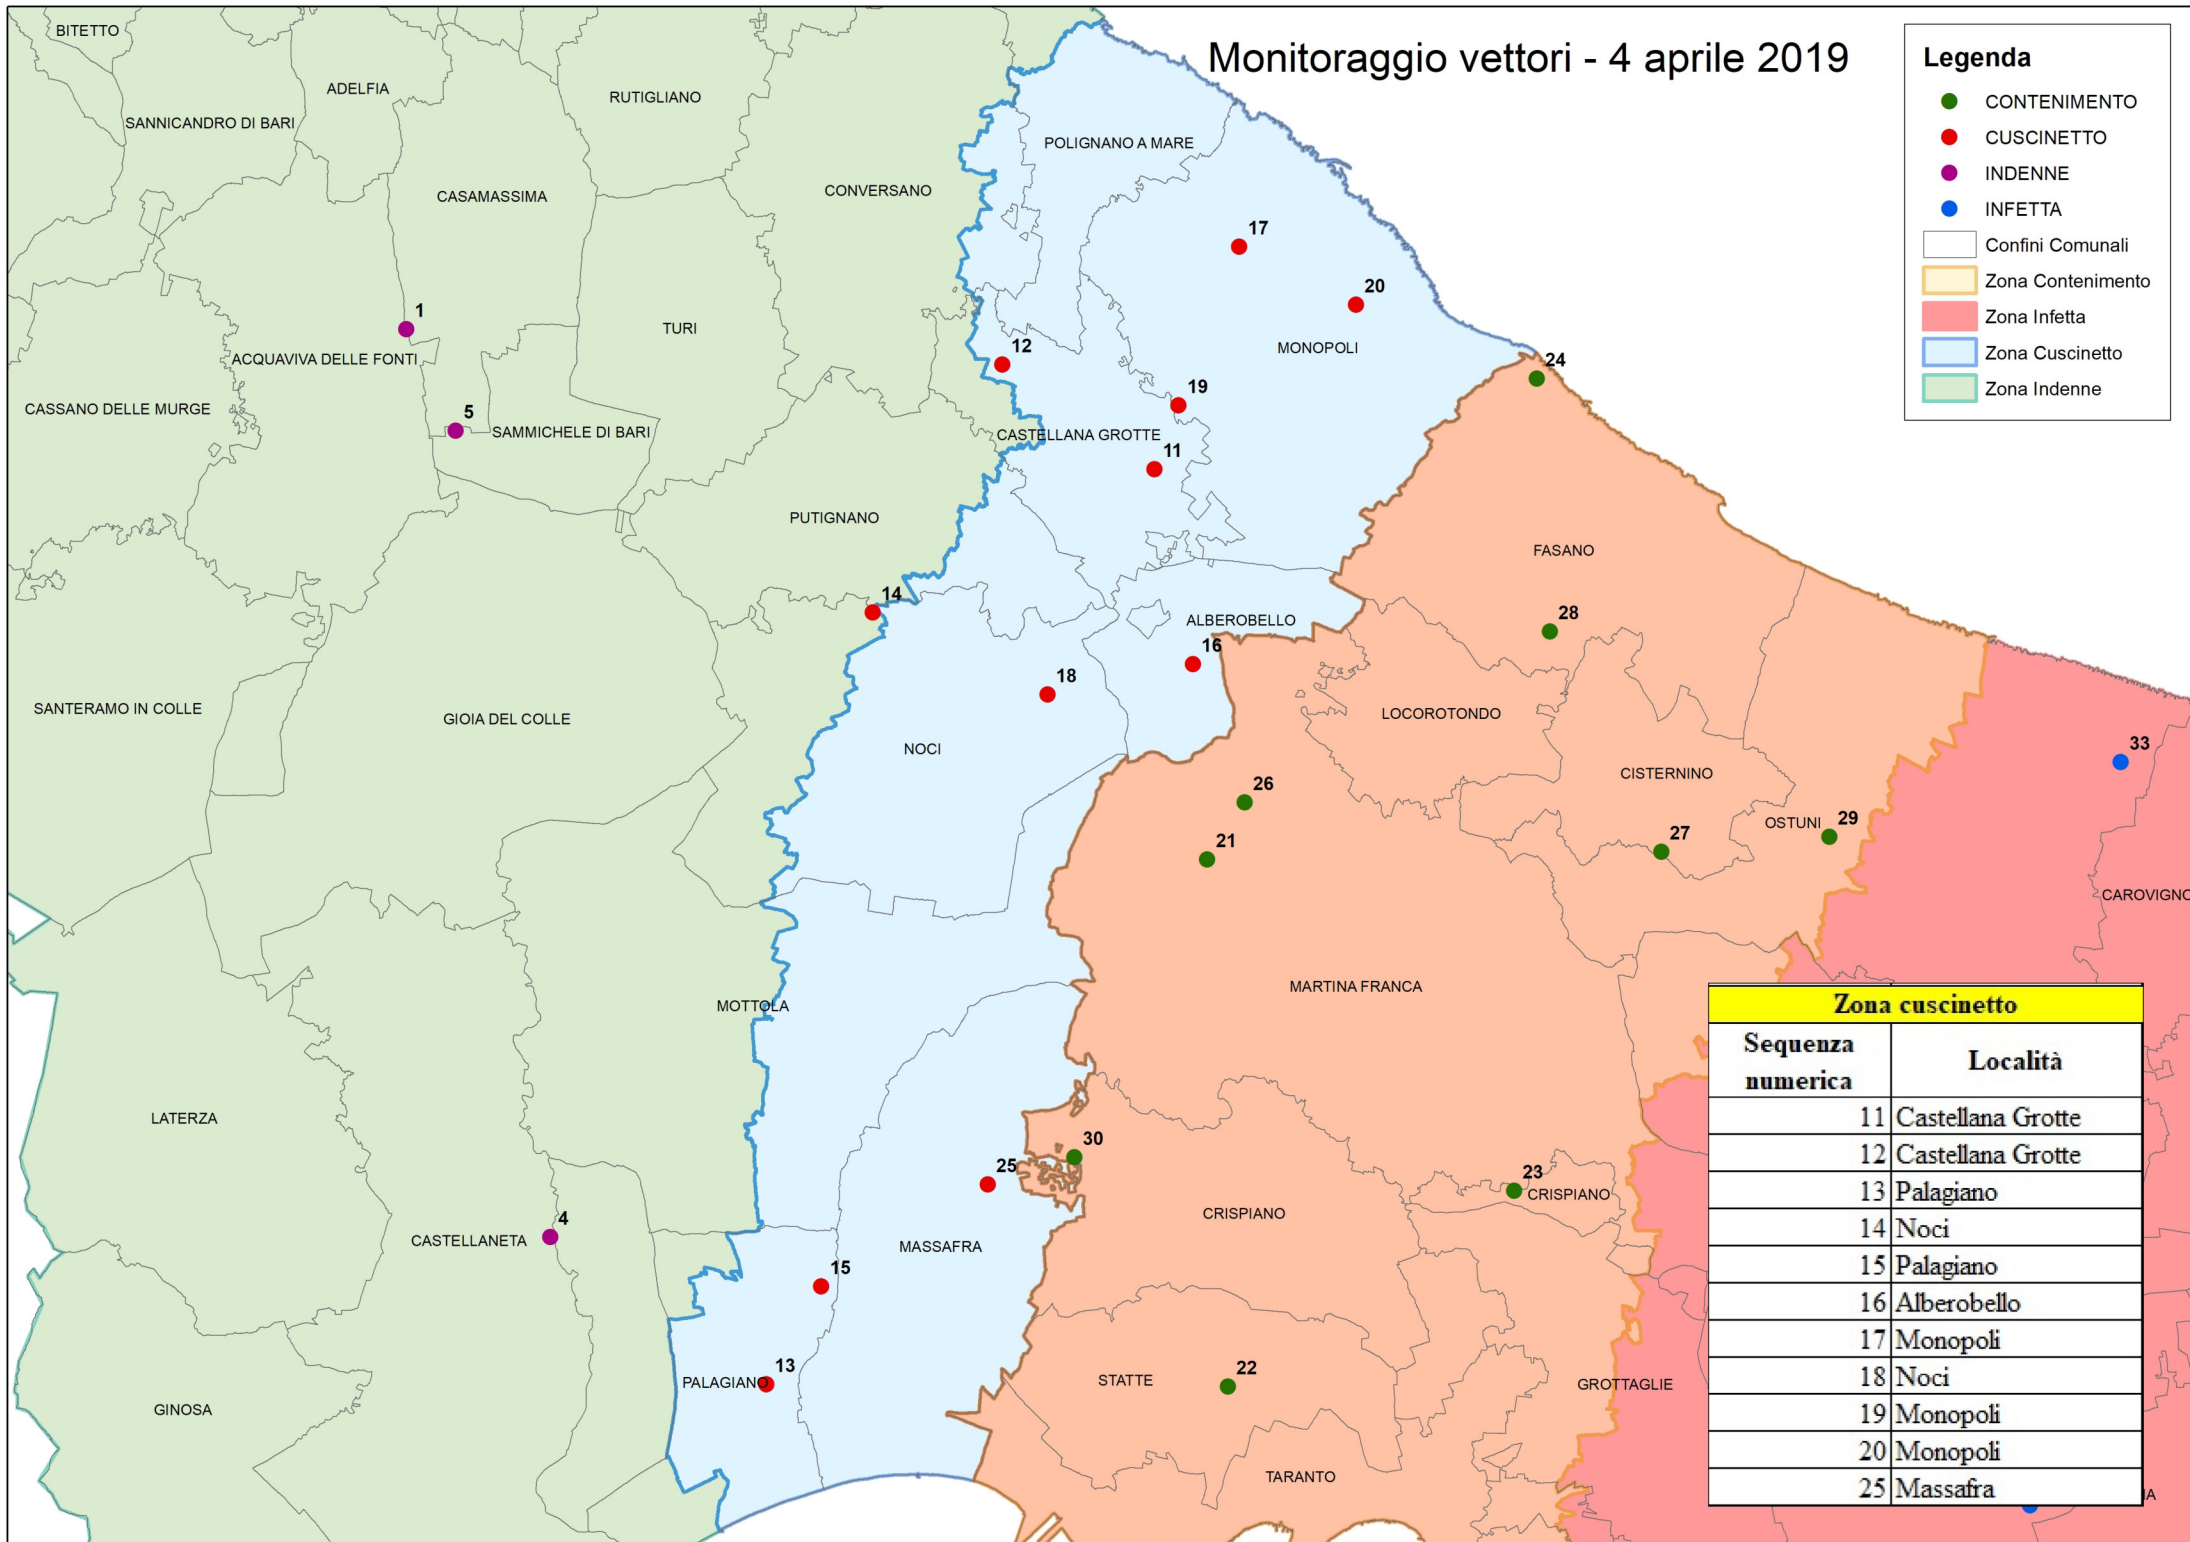 Monitoraggio vettori - 4 aprile 2019
Legenda
CONTENIMENTO
CUSCINETTO
INDENNE
INFETTA
Confini Comunali
Zona Contenimento
Zona Infetta
Zona Cuscinetto
Zona Indenne
BITETTO
ADELFIA
RUTIGLIANO
SANNICANDRO DI BARI
POLIGNANO A MARE
CASAMASSIMA
CONVERSANO
17
20
1
TURI
12
MONOPOLI
ACQUAVIVA DELLE FONTI
24
19
CASSANO DELLE MURGE
5
SAMMICHELE DI BARI
CASTELLANA GROTTE
11
PUTIGNANO
FASANO
14
ALBEROBELLO
28
16
18
SANTERAMO IN COLLE
GIOIA DEL COLLE
LOCOROTONDO
NOCI
33
CISTERNINO
26
OSTUNI
29
27
21
CAROVIGNO
MARTINA FRANCA
MOTTOLA
LATERZA
30
25
23
CRISPIANO
CRISPIANO
4
CASTELLANETA
MASSAFRA
15
13
PALAGIANO
22
STATTE
GROTTAGLIE
GINOSA
TARANTO
IA
Zona cuscinetto
Sequenza numerica Località
11 Castellana Grotte
12 Castellana Grotte
13 Palagiano
14 Noci
15 Palagiano
16 Alberobello
17 Monopoli
18 Noci
19 Monopoli
20 Monopoli
25 Massafra